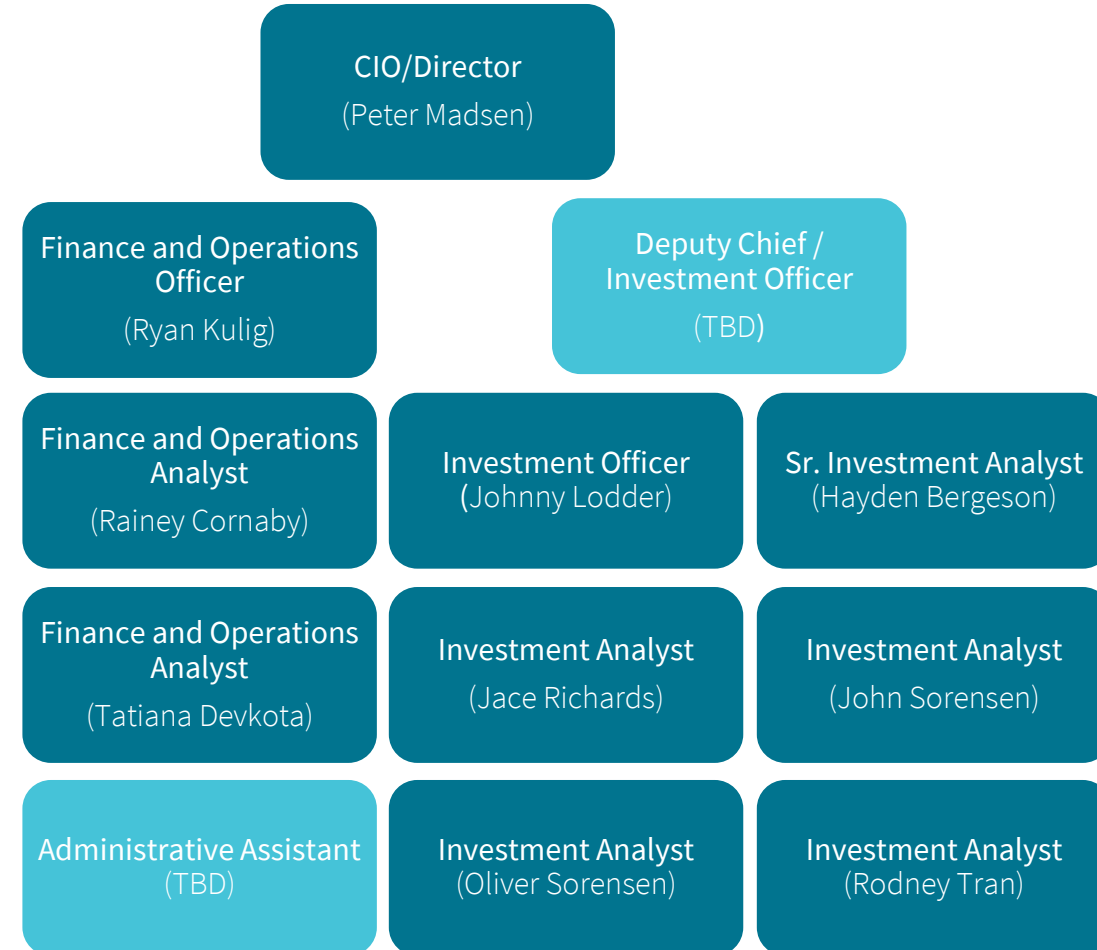 CIO/Director
(Peter Madsen)
Finance and Operations
Officer
(Ryan Kulig)
Deputy Chief /
Investment Officer
(TBD)
Finance and Operations
Analyst
(Rainey Cornaby)
Investment Officer
(Johnny Lodder)
Sr. Investment Analyst
(Hayden Bergeson)
Finance and Operations
Analyst
(Tatiana Devkota)
Investment Analyst
(Jace Richards)
Investment Analyst
(John Sorensen)
Administrative Assistant
(TBD)
Investment Analyst
(Oliver Sorensen)
Investment Analyst
(Rodney Tran)